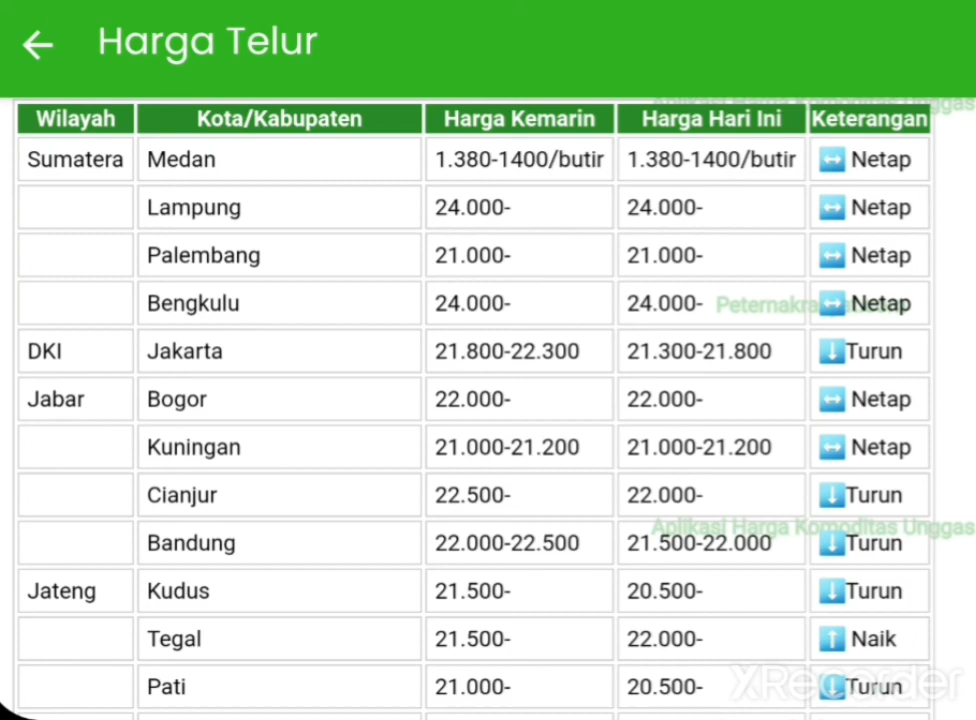 Harga Telur
Wilayah Kota/Kabupaten Harga Kemarin Harga Hari Ini Keterangan
Sumatera Medan 1.380-1400/butir 1.380-1400/butir ↔ Netap
Lampung 24.000- 24.000- ↔ Netap
Palembang 21.000- 21.000- ↔ Netap
Bengkulu 24.000- 24.000- ↔ Netap
DKI Jakarta 21.800-22.300 21.300-21.800 ↓Turun
Jabar Bogor 22.000- 22.000- ↔ Netap
Kuningan 21.000-21.200 21.000-21.200 ↔ Netap
Cianjur 22.500- 22.000- ↓Turun
Aplikasi Harga Komoditas Unggas
Bandung 22.000-22.500 21.500-22.000 ↓Turun
Jateng Kudus 21.500- 20.500- ↓Turun
Tegal 21.500- 22.000- ↑ Naik
Pati 21.000- 20.500- ↓Turun
XRecorder